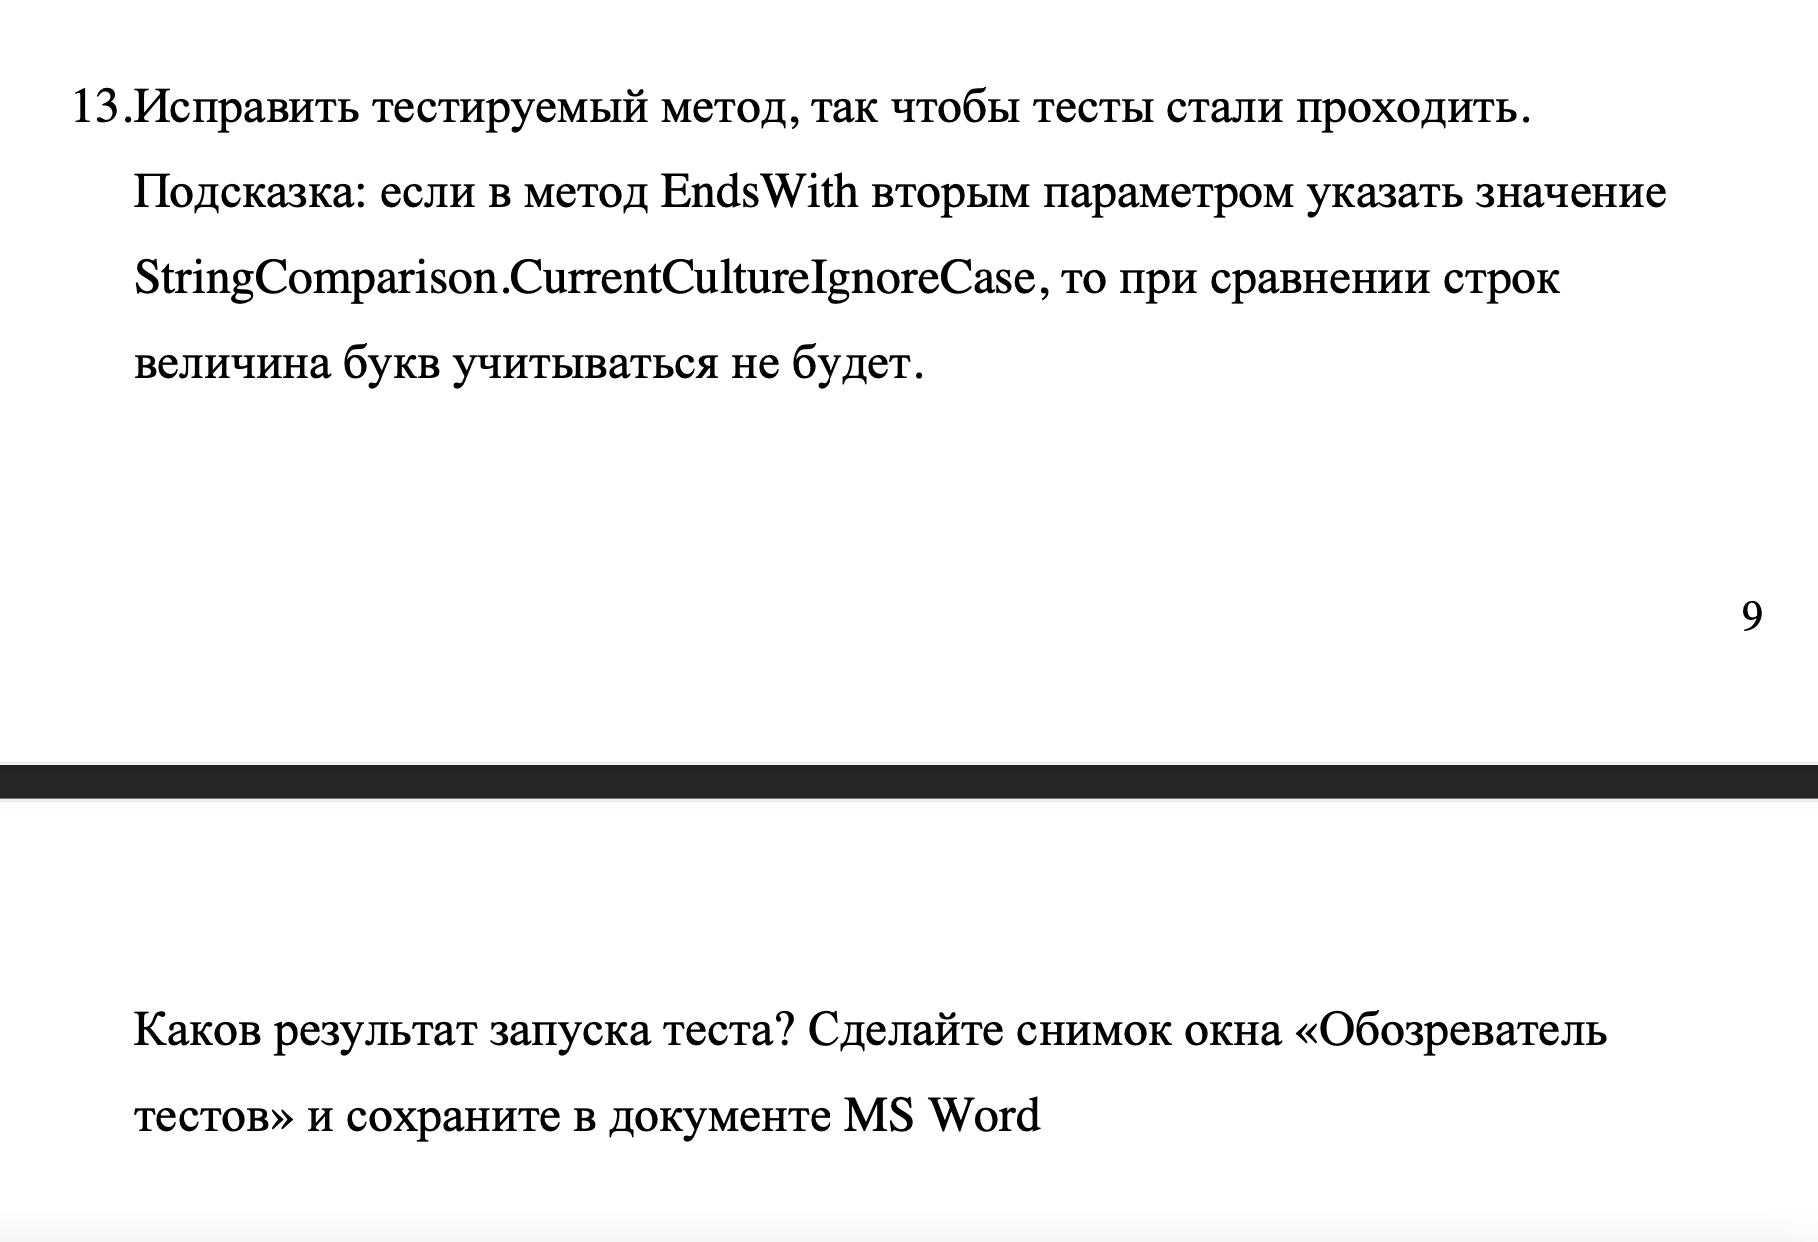 13.Исправить тестируемый метод, так чтобы тесты стали проходить.
Подсказка: если в метод EndsWith вторым параметром указать значение
StringComparison.CurrentCultureIgnoreCase, то при сравнении строк
величина букв учитываться не будет.
9
Каков результат запуска теста? Сделайте снимок окна «Обозреватель
тестов» и сохраните в документе MS Word